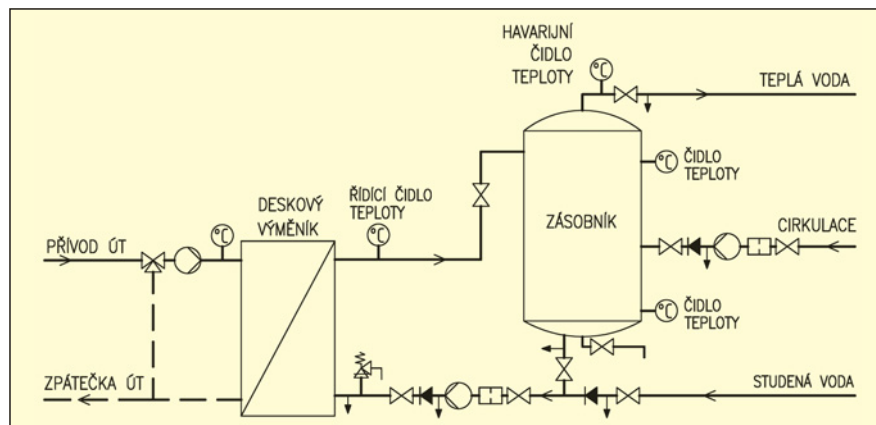 HAVARIJNÍ
ČIDLO
TEPLOTY
°C
TEPLÁ VODA
°C
ČIDLO
TEPLOTY
DESKOVÝ
VÝMĚNÍK
ŘÍDÍCÍ ČIDLO
TEPLOTY
ZÁSOBNÍK
PŘÍVOD ÚT
°C
°C
CIRKULACE
°C
ČIDLO
TEPLOTY
ZPÁTEČKA ÚT
STUDENÁ VODA